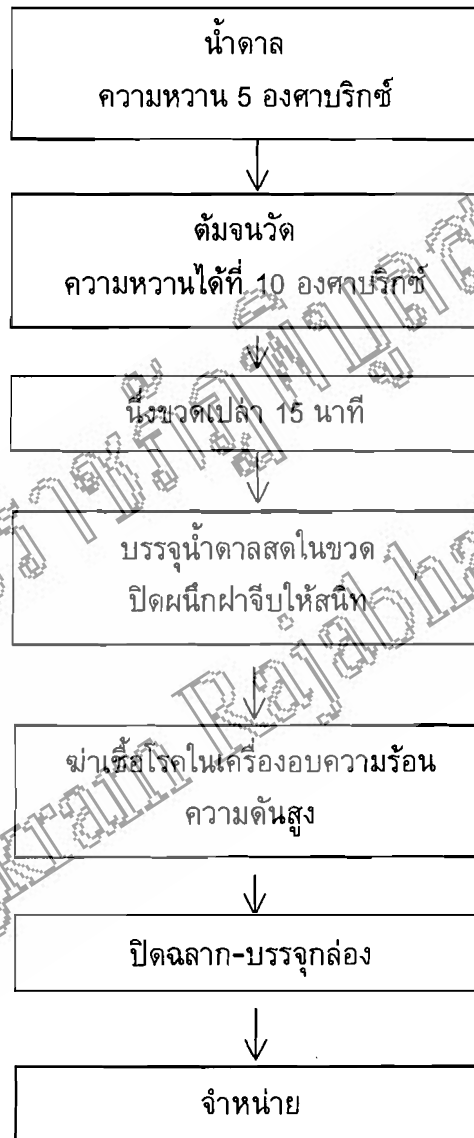 น้ำตาล
ความหวาน 5 องศาบริกซ์
ต้มจนวัด
ความหวานได้ที่ 10 องศาบริกซ์
นึ่งขวดเปล่า 15 นาที
บรรจุน้ำตาลสดในขวด
ปิดผนึกฝาจีบให้สนิท
ฆ่าเชื้อโรคในเครื่องอบความร้อน
ความดันสูง
ปิดฉลาก-บรรจุกล่อง
จำหน่าย